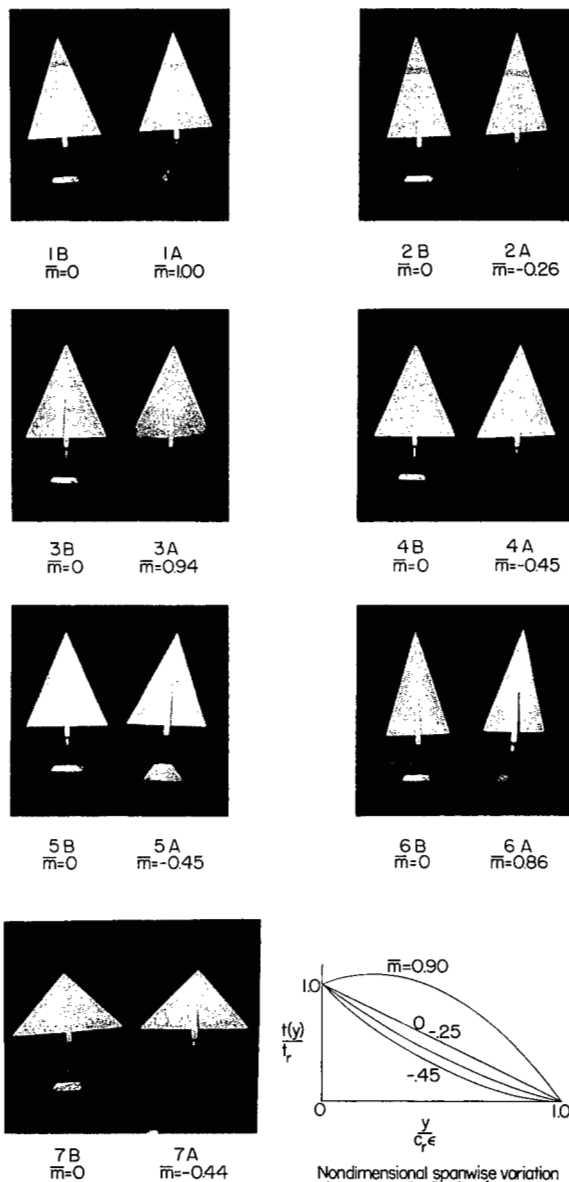 1B 1A
m̅=0 m̅=1.00
2B 2A
m̅=0 m̅=-0.26
3B 3A
m̅=0 m̅=0.94
4B 4A
m̅=0 m̅=-0.45
5B 5A
m̅=0 m̅=-0.45
6B 6A
m̅=0 m̅=0.86
7B 7A
m̅=0 m̅=-0.44
m̅=0.90
1.0
t(y)
t_r
0
-.25
-.45
0
1.0
y
c_rϵ
Nondimensional spanwise variation